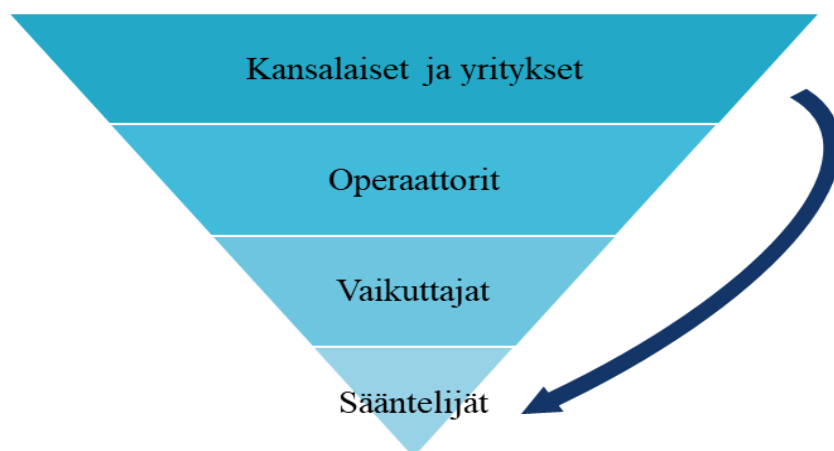 Kansalaiset ja yritykset
Operaattorit
Vaikuttajat
Sääntelijät